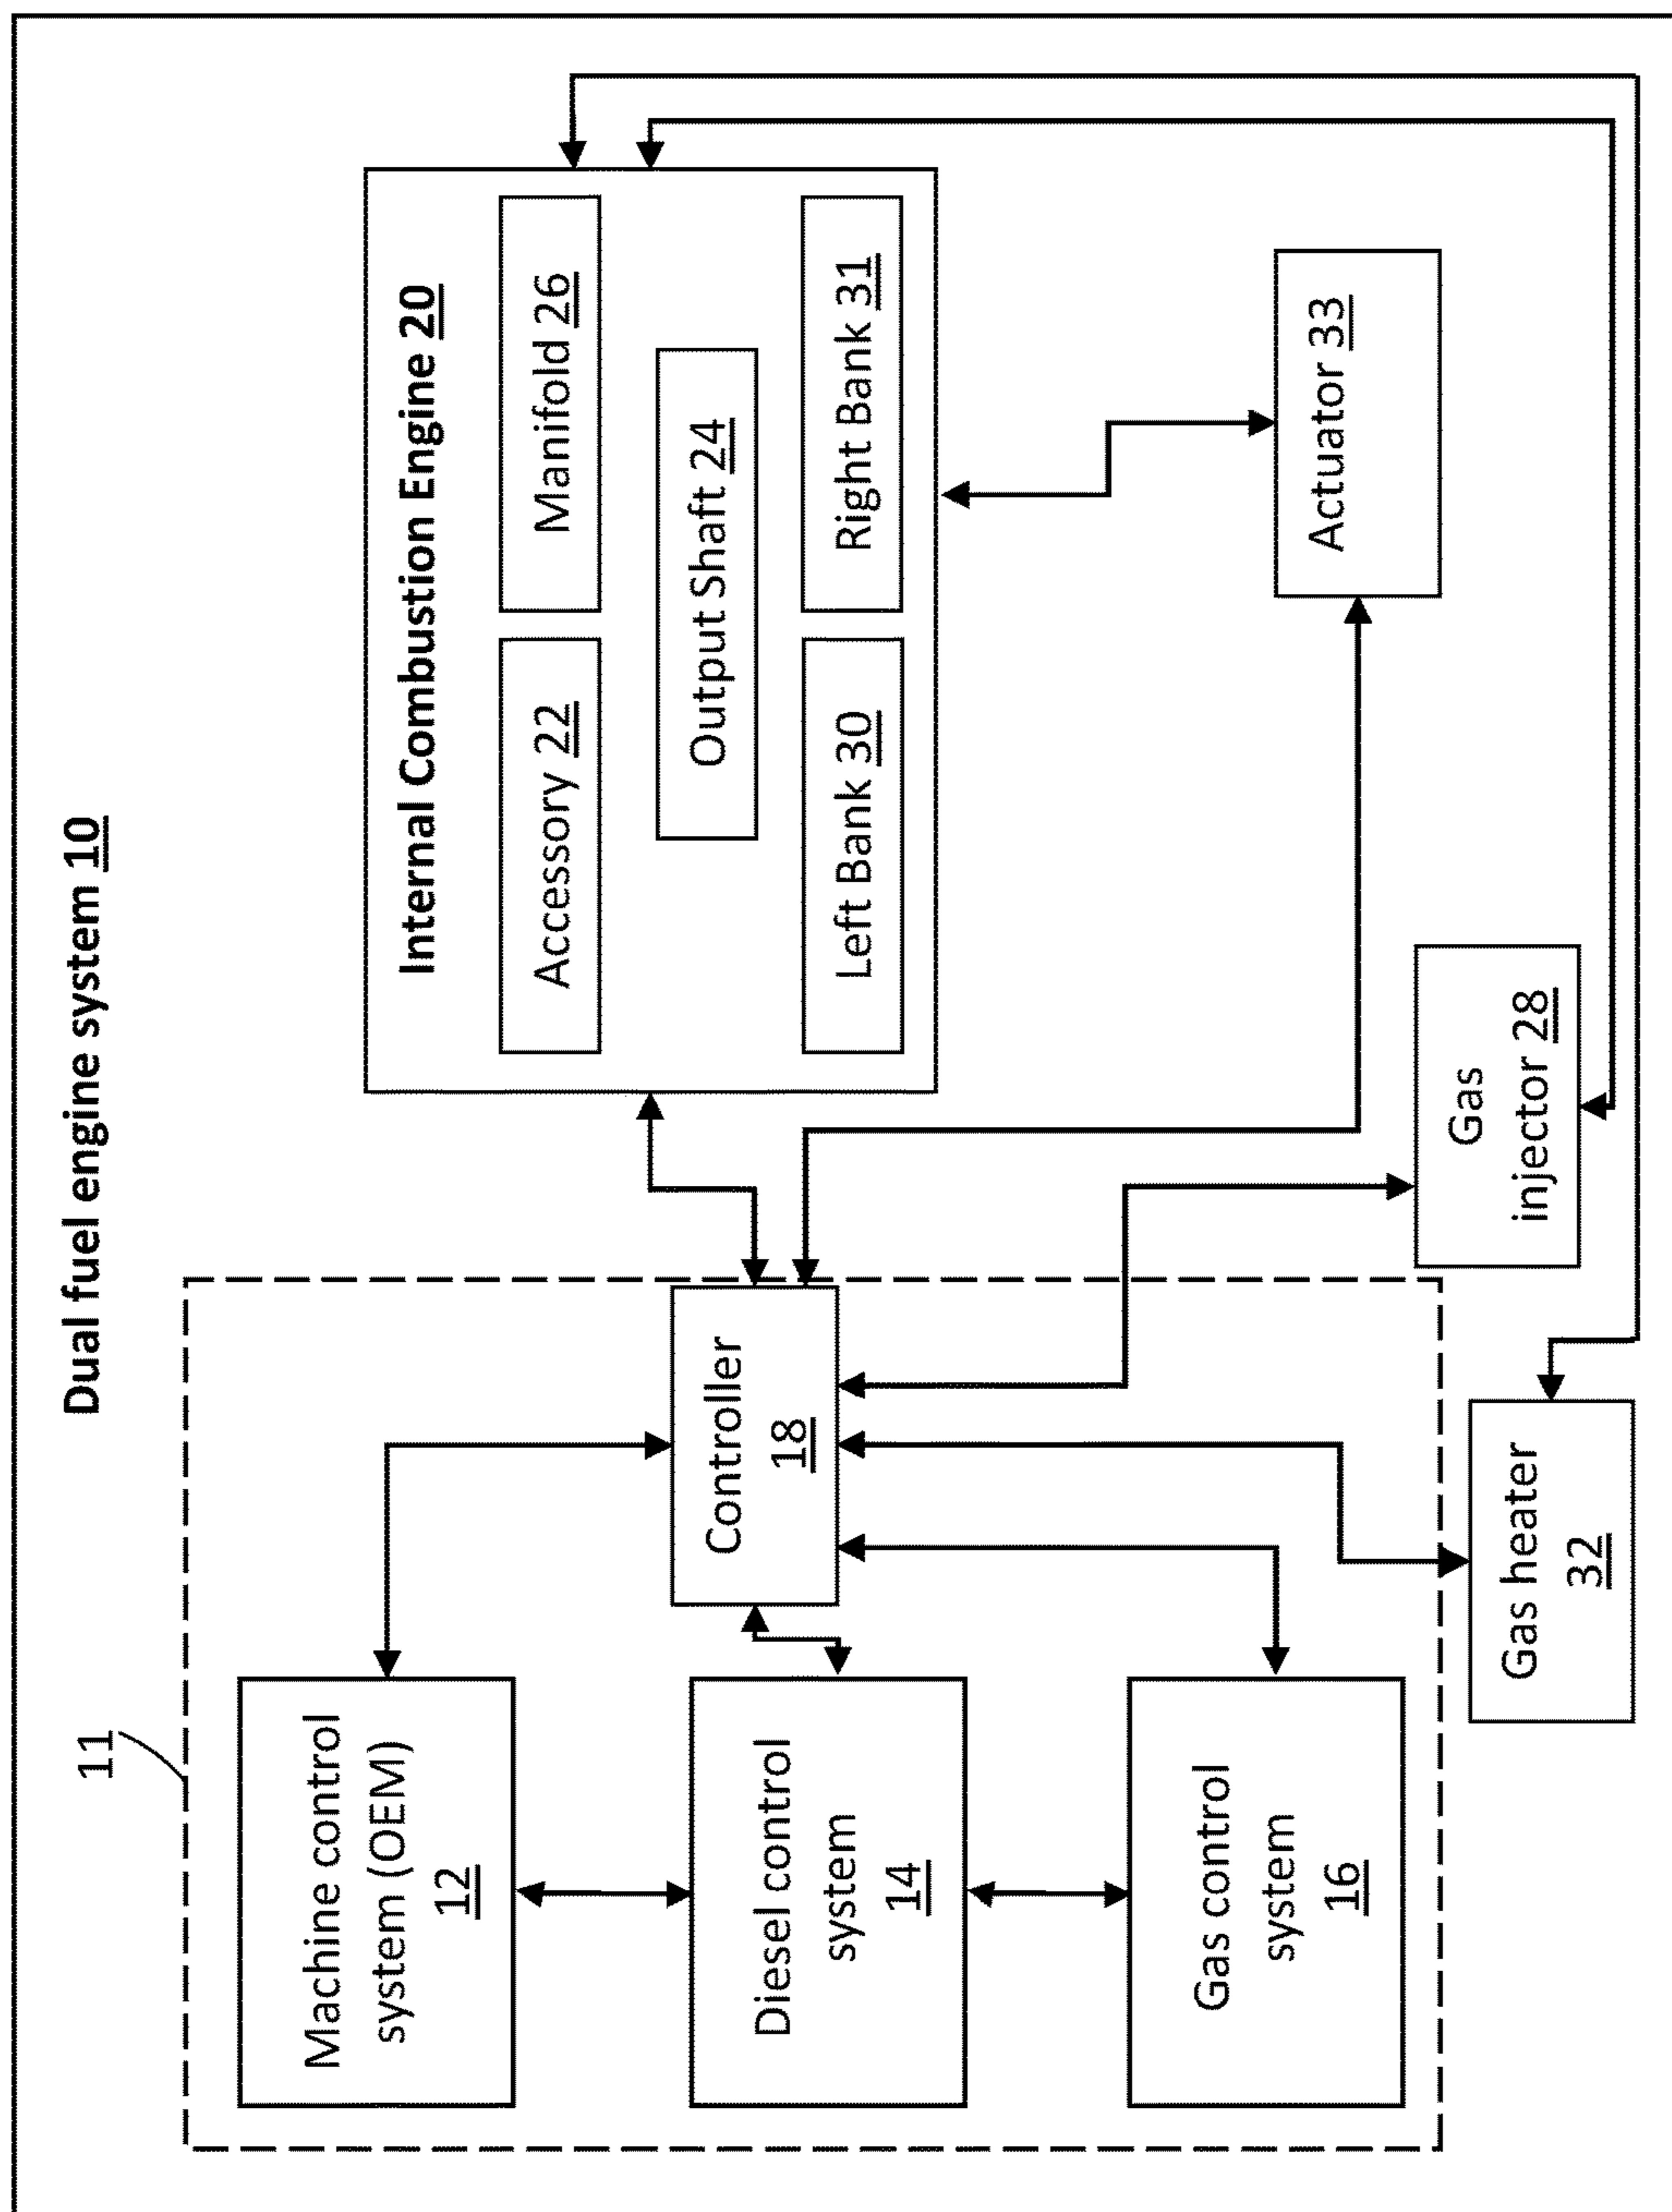 Dual fuel engine system 10
11
Machine control
system (OEM)
12
Diesel control
system
14
Gas control
system
16
Controller
18
Internal Combustion Engine 20
Accessory 22
Manifold 26
Output Shaft 24
Left Bank 30
Right Bank 31
Actuator 33
Gas
injector 28
Gas heater
32